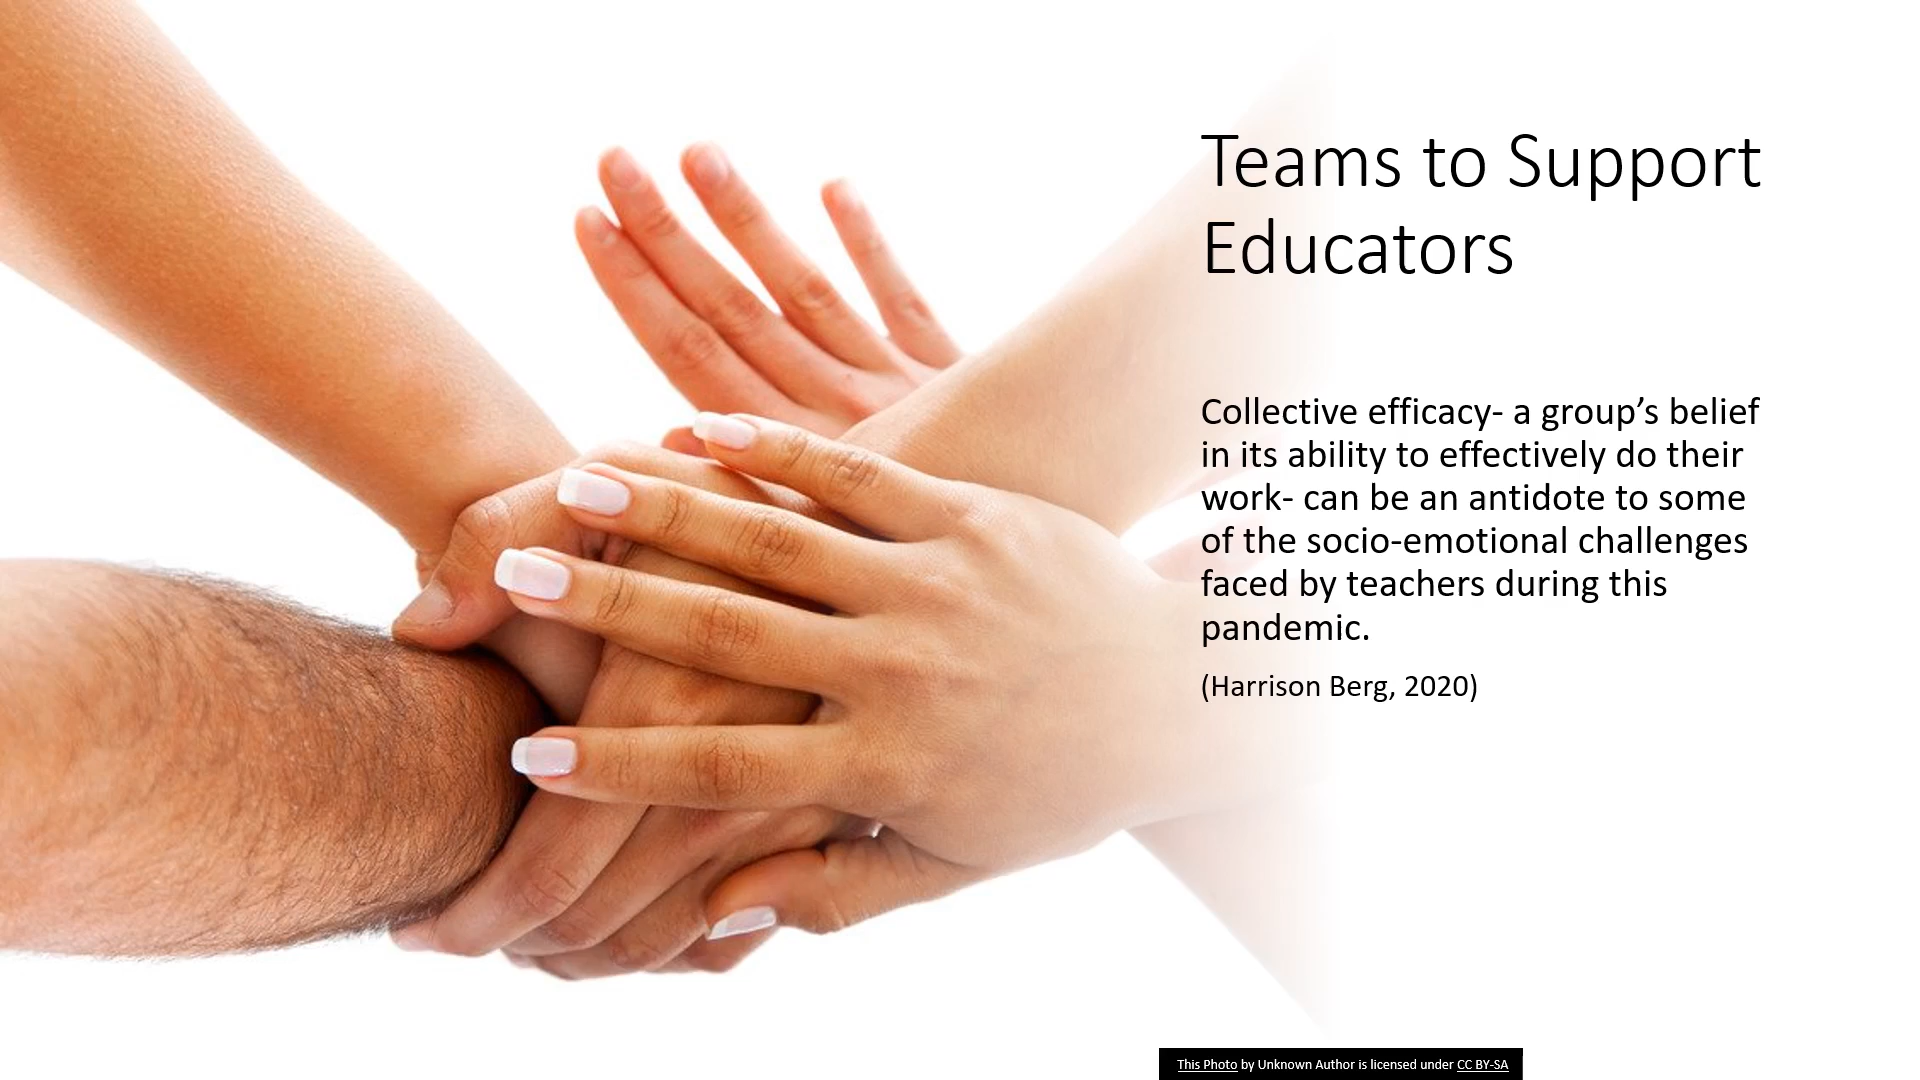 Teams to Support
Educators
Collective efficacy- a group’s belief
in its ability to effectively do their
work- can be an antidote to some
of the socio-emotional challenges
faced by teachers during this
pandemic.
(Harrison Berg, 2020)
This Photo by Unknown Author is licensed under CC BY-SA